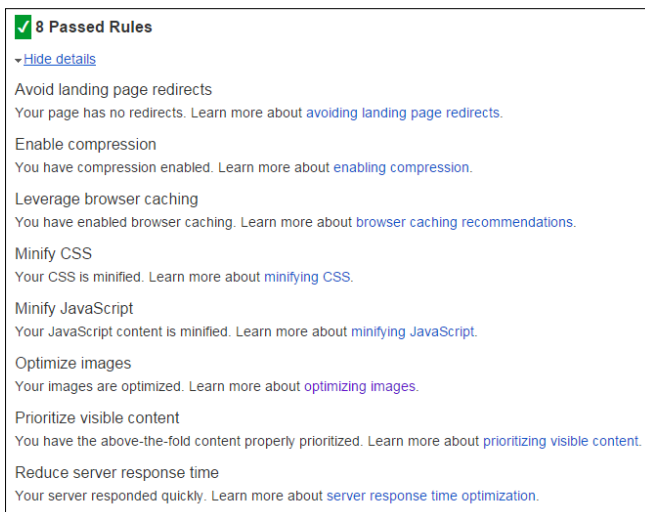 8 Passed Rules
Hide details
Avoid landing page redirects
Your page has no redirects. Learn more about avoiding landing page redirects.
Enable compression
You have compression enabled. Learn more about enabling compression.
Leverage browser caching
You have enabled browser caching. Learn more about browser caching recommendations.
Minify CSS
Your CSS is minified. Learn more about minifying CSS.
Minify JavaScript
Your JavaScript content is minified. Learn more about minifying JavaScript.
Optimize images
Your images are optimized. Learn more about optimizing images.
Prioritize visible content
You have the above-the-fold content properly prioritized. Learn more about prioritizing visible content.
Reduce server response time
Your server responded quickly. Learn more about server response time optimization.